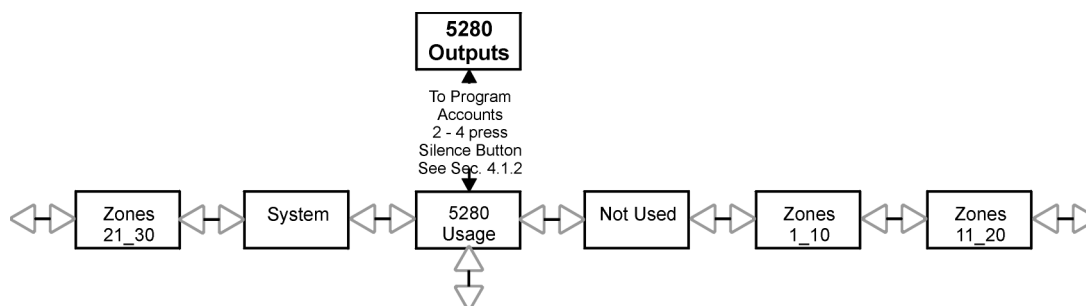 5280
Outputs
To Program
Accounts
2 - 4 press
Silence Button
See Sec. 4.1.2
Zones
21_30
System
5280
Usage
Not Used
Zones
1_10
Zones
11_20